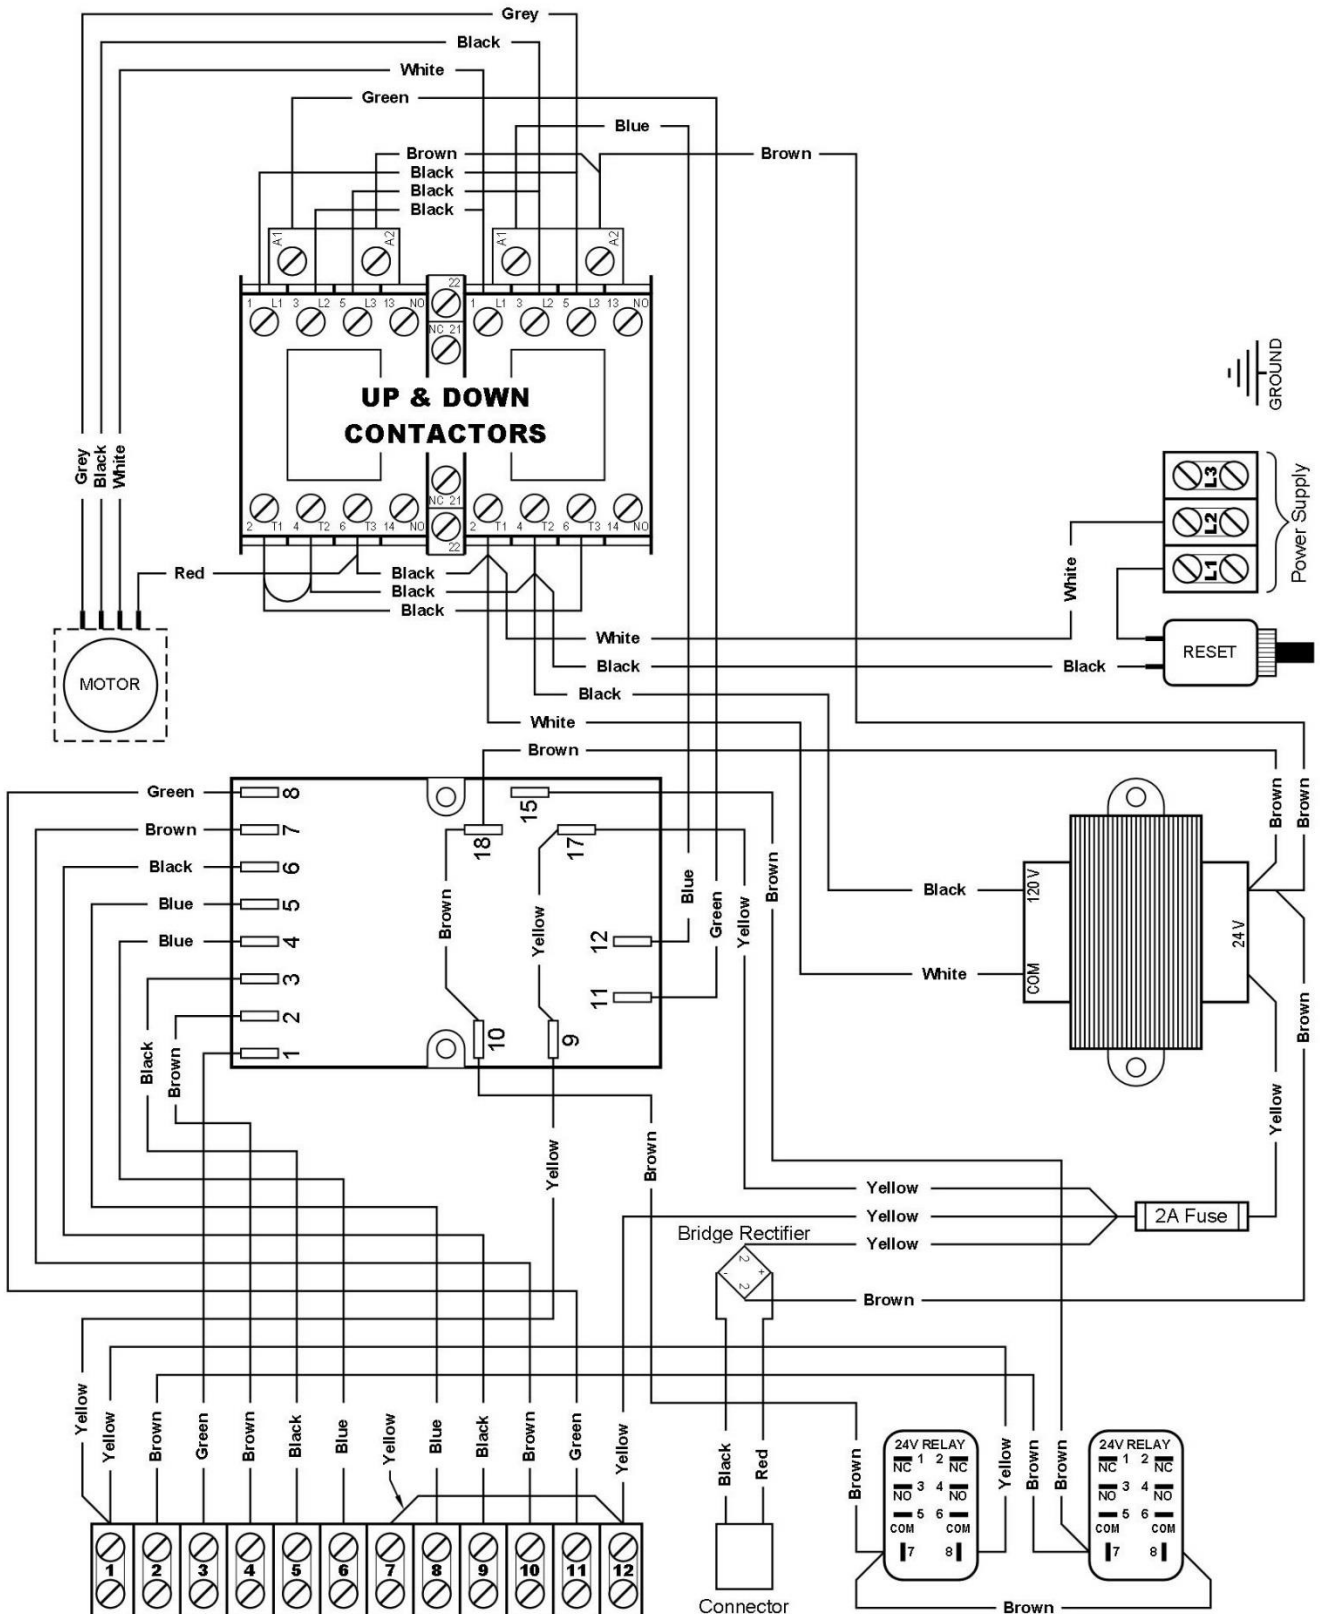 Grey
Black
White
Green
Blue
Brown
Brown
Black
Black
Black
A1
A2
A1
A2
1 L1 3 L2 5 L3 13 NO
22
NC 21
1 L1 3 L2 5 L3 13 NO
UP & DOWN
CONTACTORS
GROUND
Grey
Black
White
L3
L2
L1
Power Supply
2 T1 4 T2 6 T3 14 NO
NC 21
22
2 T1 4 T2 6 T3 14 NO
Red
Black
Black
Black
White
White
Black
Black
RESET
MOTOR
Black
White
Brown
Green
Brown
Black
Blue
Blue
8
7
6
5
4
3
2
1
15
18
17
12
11
10
9
Brown
Yellow
Blue
Green
Yellow
Brown
Brown
Brown
Black
White
120 V
COM
24 V
Brown
Black
Brown
Yellow
Brown
Yellow
Yellow
Yellow
Yellow
2A Fuse
Bridge Rectifier
2
- +
2
Brown
Yellow
Yellow
Brown
Green
Brown
Black
Blue
Yellow
Blue
Black
Brown
Green
Yellow
Black
Red
Brown
Yellow
Brown
Brown
24V RELAY
1 2
NC NC
3 4
NO NO
5 6
COM COM
7 8
24V RELAY
1 2
NC NC
3 4
NO NO
5 6
COM COM
7 8
1 2 3 4 5 6 7 8 9 10 11 12
Connector
Brown